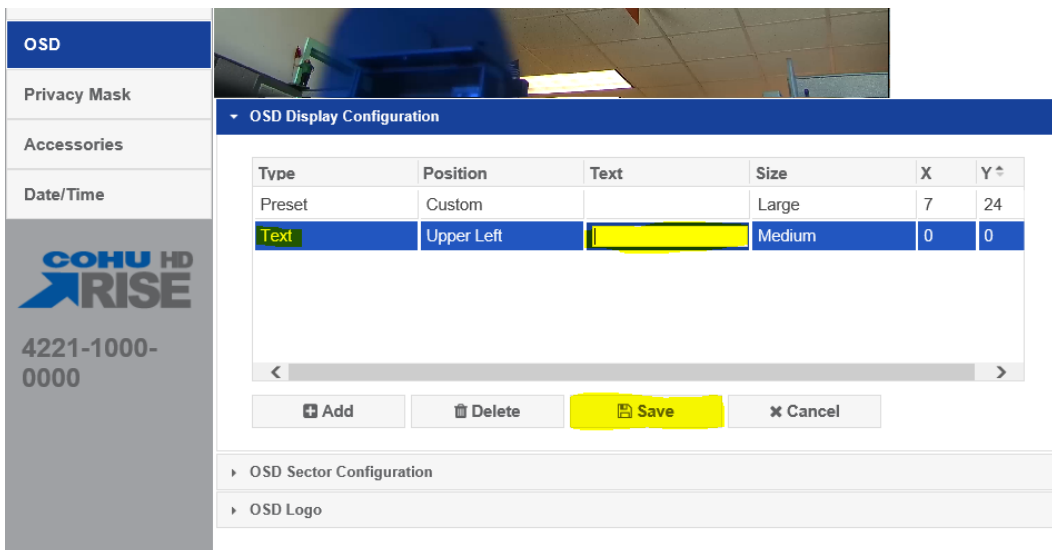 OSD
Privacy Mask
Accessories
Date/Time
COHU HD
RISE
4221-1000-
0000
OSD Display Configuration
Type Position Text Size X Y
Preset Custom Large 7 24
Text Upper Left Medium 0 0
Add Delete Save Cancel
OSD Sector Configuration
OSD Logo